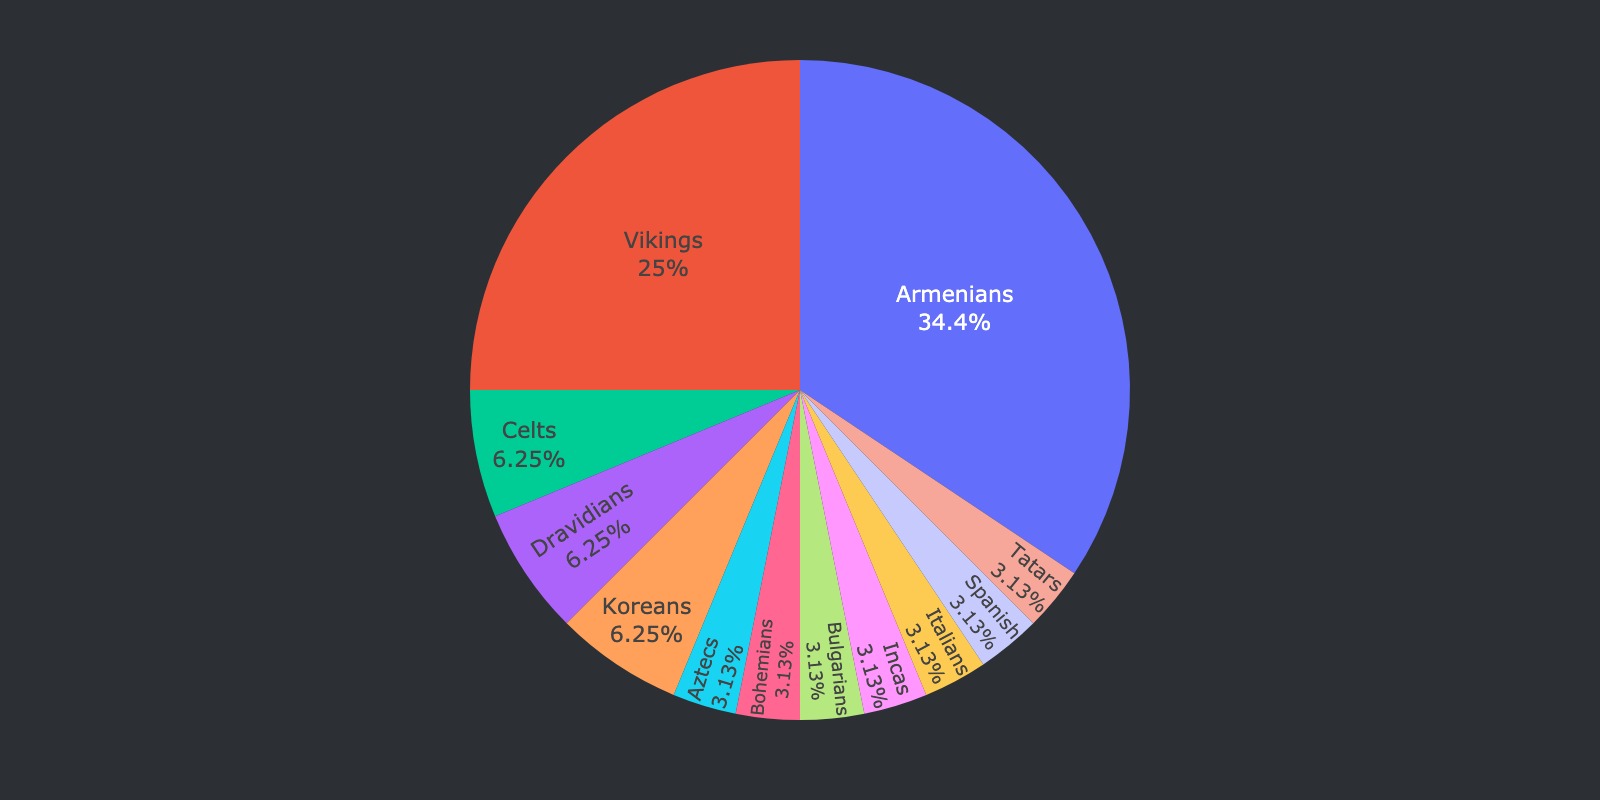 Vikings
25%
Armenians
34.4%
Celts
6.25%
Dravidians
6.25%
Koreans
6.25%
Aztecs
3.13%
Bohemians
3.13%
Bulgarians
3.13%
Incas
3.13%
Italians
3.13%
Spanish
3.13%
Tatars
3.13%